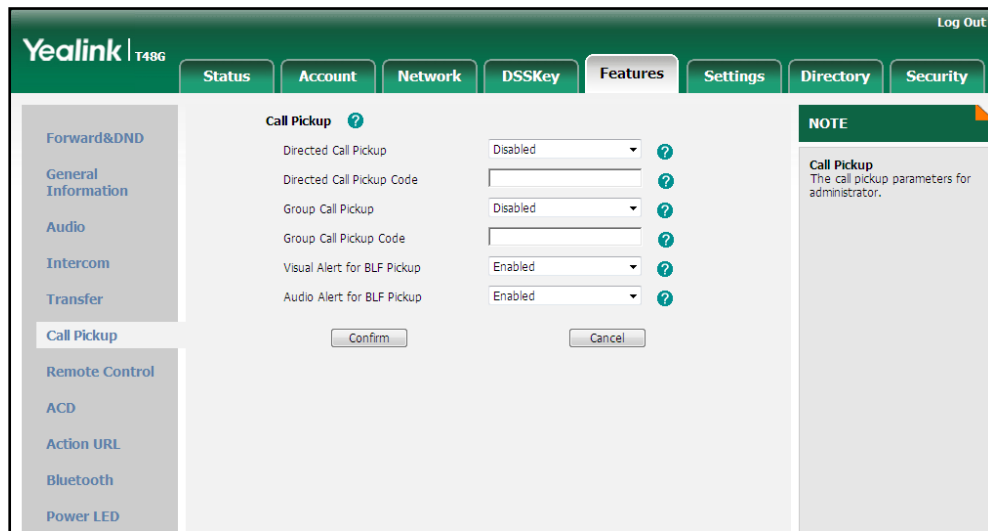 Log Out
Yealink T48G
Status Account Network DSSKey Features Settings Directory Security
Forward&DND
General
Information
Audio
Intercom
Transfer
Call Pickup
Remote Control
ACD
Action URL
Bluetooth
Power LED
Call Pickup ?
Directed Call Pickup Disabled ?
Directed Call Pickup Code ?
Group Call Pickup Disabled ?
Group Call Pickup Code ?
Visual Alert for BLF Pickup Enabled ?
Audio Alert for BLF Pickup Enabled ?
Confirm Cancel
NOTE
Call Pickup
The call pickup parameters for
administrator.